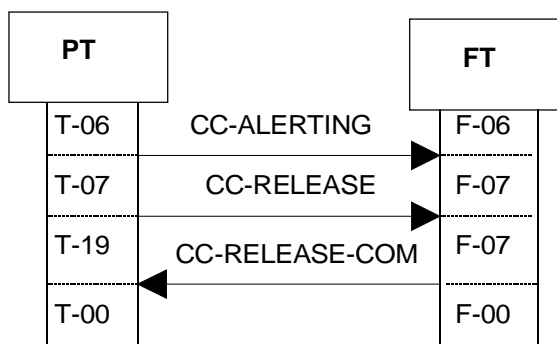 PT
FT
T-06 CC-ALERTING F-06
T-07 CC-RELEASE F-07
T-19 CC-RELEASE-COM F-07
T-00 F-00